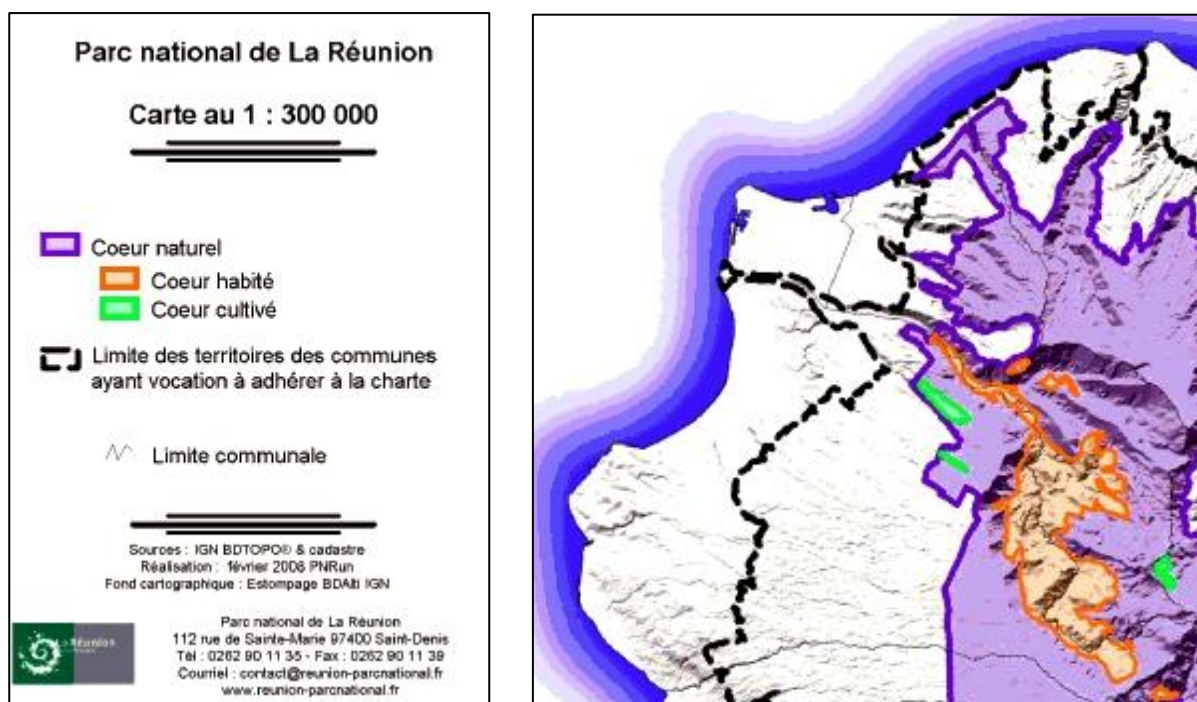 Parc national de La Réunion
Carte au 1 : 300 000
Coeur naturel
Coeur habité
Coeur cultivé
Limite des territoires des communes
ayant vocation à adhérer à la charte
Limite communale
Sources : IGN BDTOPO® & cadastre
Réalisation : février 2008 PNRun
Fond cartographique : Estompage BDAlti IGN
La Réunion
Parc national de La Réunion
112 rue de Sainte-Marie 97400 Saint-Denis
Tél : 0262 90 11 35 - Fax : 0262 90 11 39
Courriel : contact@reunion-parcnational.fr
www.reunion-parcnational.fr